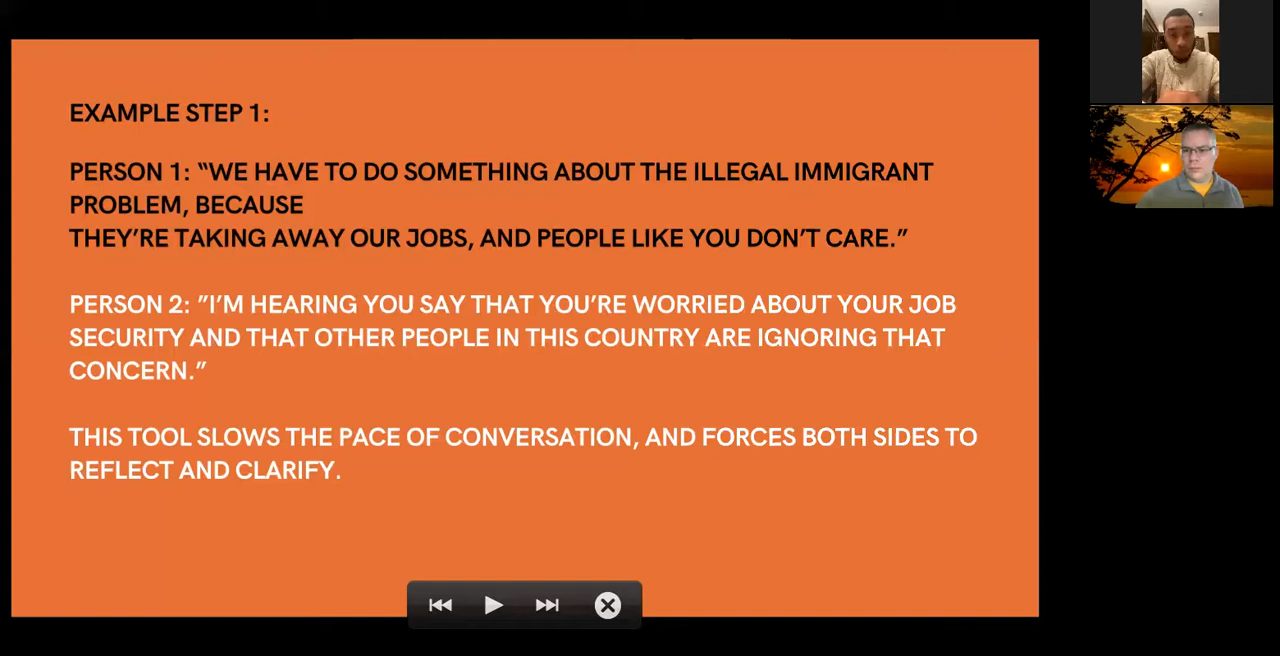 EXAMPLE STEP 1:
PERSON 1: “WE HAVE TO DO SOMETHING ABOUT THE ILLEGAL IMMIGRANT
PROBLEM, BECAUSE
THEY’RE TAKING AWAY OUR JOBS, AND PEOPLE LIKE YOU DON’T CARE.”
PERSON 2: ”I’M HEARING YOU SAY THAT YOU’RE WORRIED ABOUT YOUR JOB
SECURITY AND THAT OTHER PEOPLE IN THIS COUNTRY ARE IGNORING THAT
CONCERN.”
THIS TOOL SLOWS THE PACE OF CONVERSATION, AND FORCES BOTH SIDES TO
REFLECT AND CLARIFY.